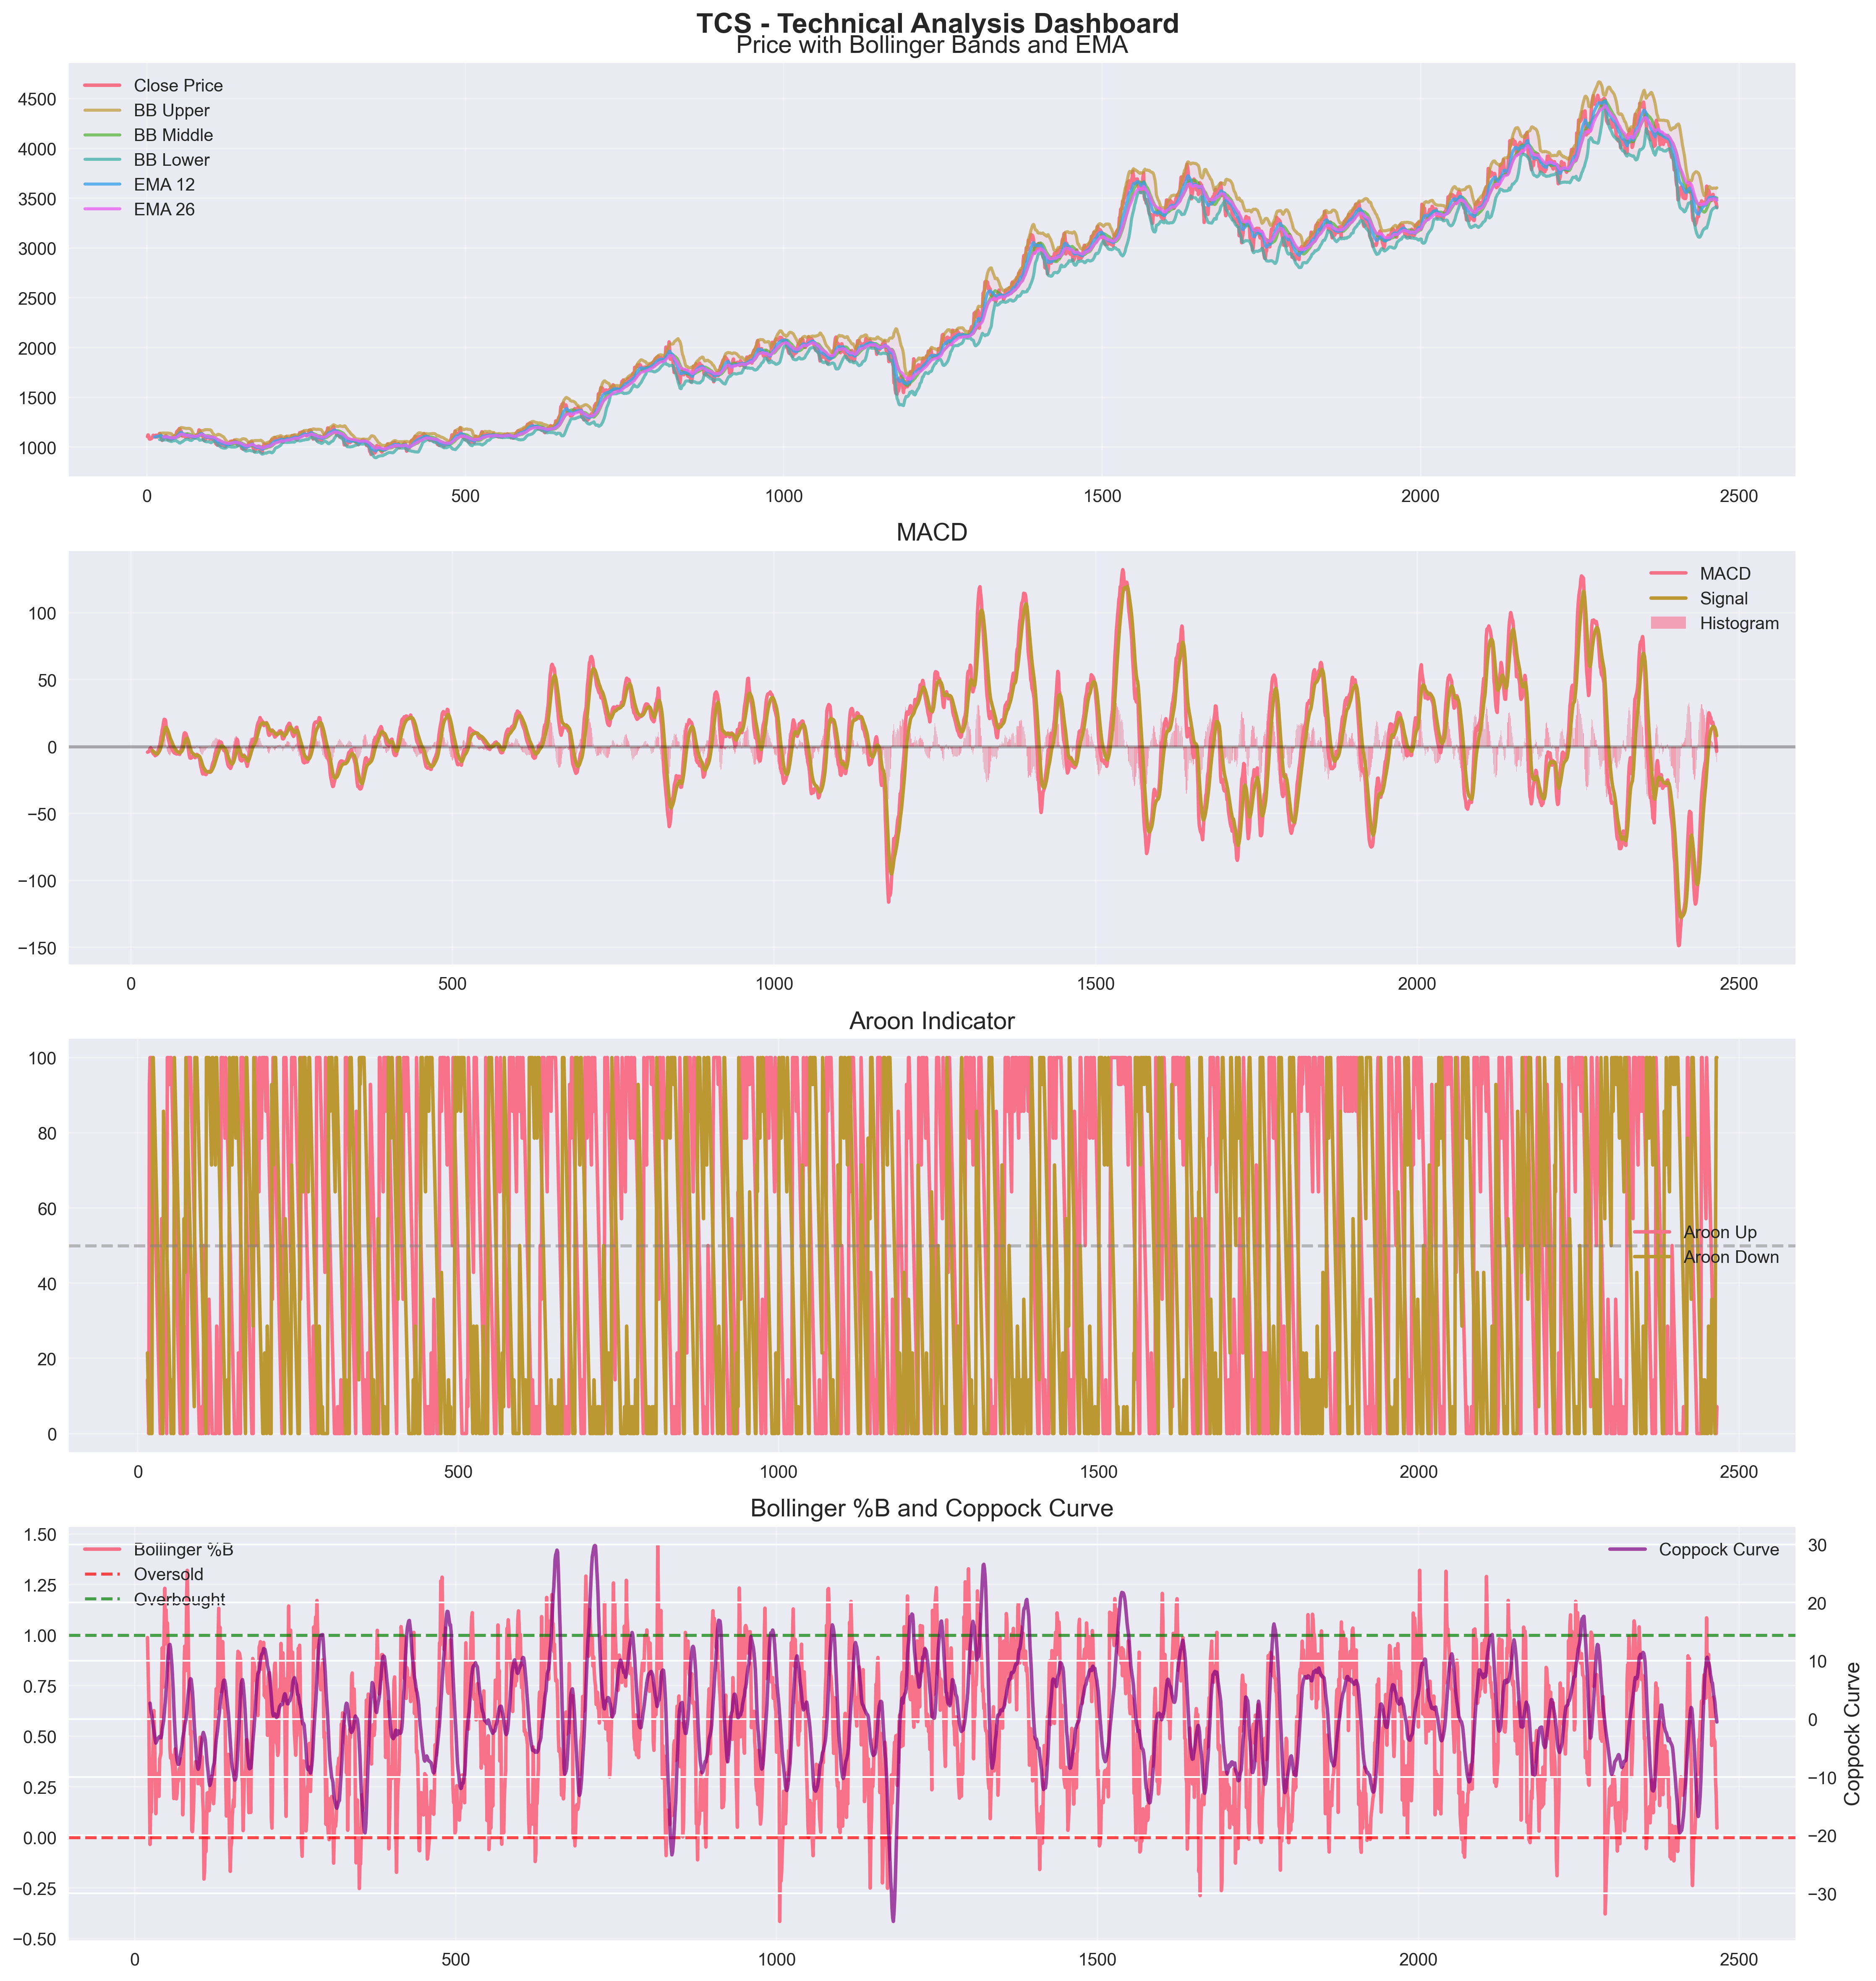 TCS - Technical Analysis Dashboard
Price with Bollinger Bands and EMA
Close Price
BB Upper
BB Middle
BB Lower
EMA 12
EMA 26
4500
4000
3500
3000
2500
2000
1500
1000
0 500 1000 1500 2000 2500
MACD
MACD
Signal
Histogram
100
50
0
−50
−100
−150
0 500 1000 1500 2000 2500
Aroon Indicator
100
80
60
40
20
0
Aroon Up
Aroon Down
0 500 1000 1500 2000 2500
Bollinger %B and Coppock Curve
Bollinger %B
Oversold
Overbought
Coppock Curve
1.50
1.25
1.00
0.75
0.50
0.25
0.00
−0.25
−0.50
30
20
10
0
−10
−20
−30
Coppock Curve
0 500 1000 1500 2000 2500